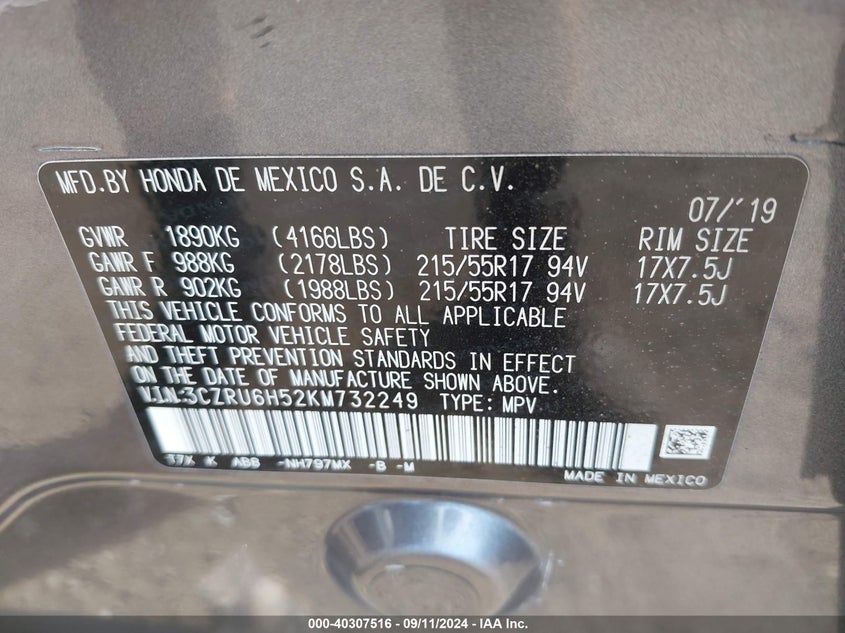 MFD.BY HONDA DE MEXICO S.A. DE C.V.
07/'19
GVWR 1890KG (4166LBS) TIRE SIZE RIM SIZE
GAWR F 988KG (2178LBS) 215/55R17 94V 17X7.5J
GAWR R 902KG (1988LBS) 215/55R17 94V 17X7.5J
THIS VEHICLE CONFORMS TO ALL APPLICABLE
FEDERAL MOTOR VEHICLE SAFETY
AND THEFT PREVENTION STANDARDS IN EFFECT
ON THE DATE OF MANUFACTURE SHOWN ABOVE.
VIN:3CZRU6H52KM732249 TYPE: MPV
T7X K ABB -NH797MX -B -M
MADE IN MEXICO
000-40307516 - 09/11/2024 - IAA Inc.